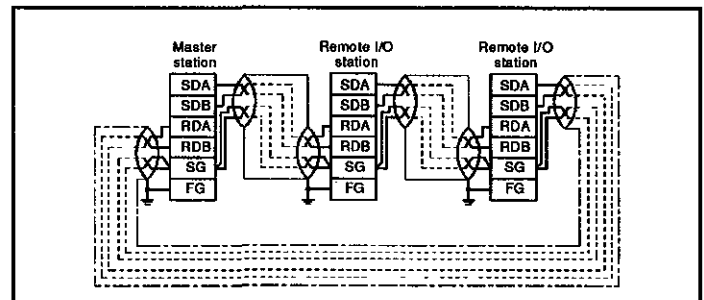 Master station
Remote I/O station
Remote I/O station
SDA
SDB
RDA
RDB
SG
FG
SDA
SDB
RDA
RDB
SG
FG
SDA
SDB
RDA
RDB
SG
FG